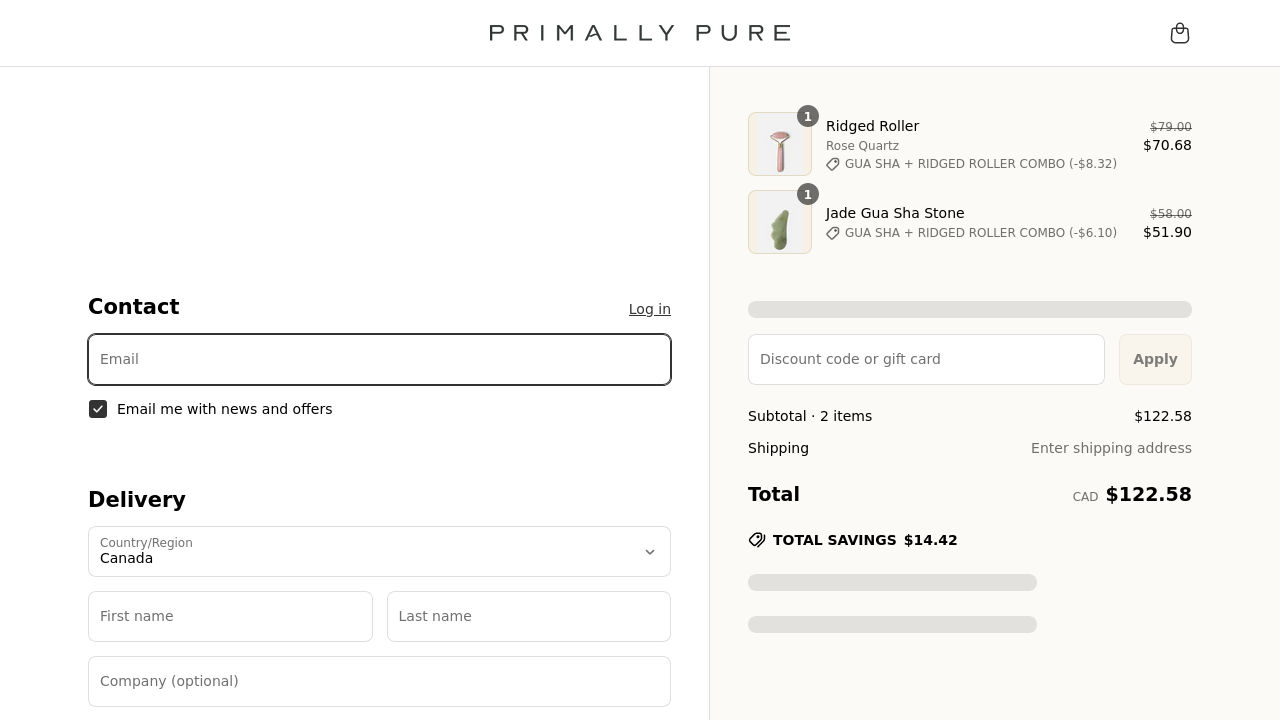 PRIMALLY PURE
Contact
Log in
Email
Email me with news and offers
Delivery
Country/Region
Canada
First name
Last name
Company (optional)
1
Ridged Roller
Rose Quartz
GUA SHA + RIDGED ROLLER COMBO (-$8.32)
$79.00
$70.68
1
Jade Gua Sha Stone
GUA SHA + RIDGED ROLLER COMBO (-$6.10)
$58.00
$51.90
Discount code or gift card
Apply
Subtotal · 2 items $122.58
Shipping Enter shipping address
Total CAD $122.58
TOTAL SAVINGS $14.42